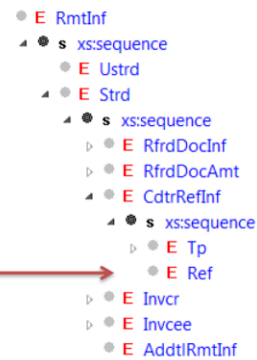 E RmtInf
s xs:sequence
E Ustrd
E Strd
s xs:sequence
E RfrdDocInf
E RfrdDocAmt
E CdtrRefInf
s xs:sequence
E Tp
E Ref
E Invcr
E Invcee
E AddtlRmtInf